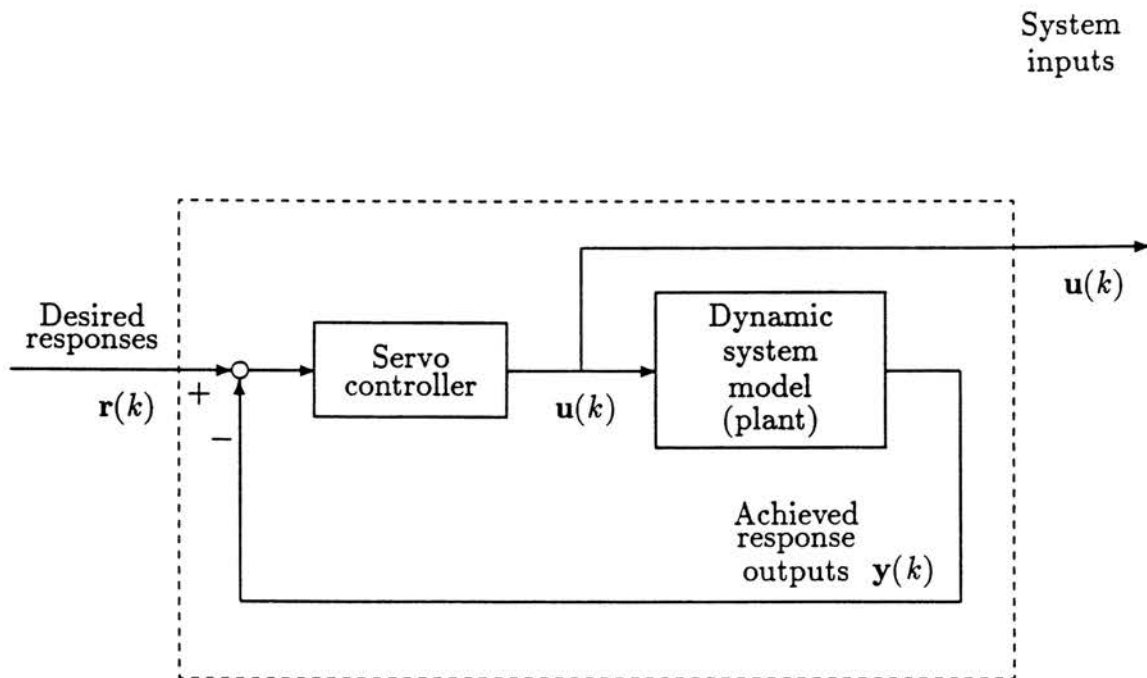 System
inputs
u(k)
Desired
responses
r(k)
+
−
Servo
controller
u(k)
Dynamic
system
model
(plant)
Achieved
response
outputs y(k)